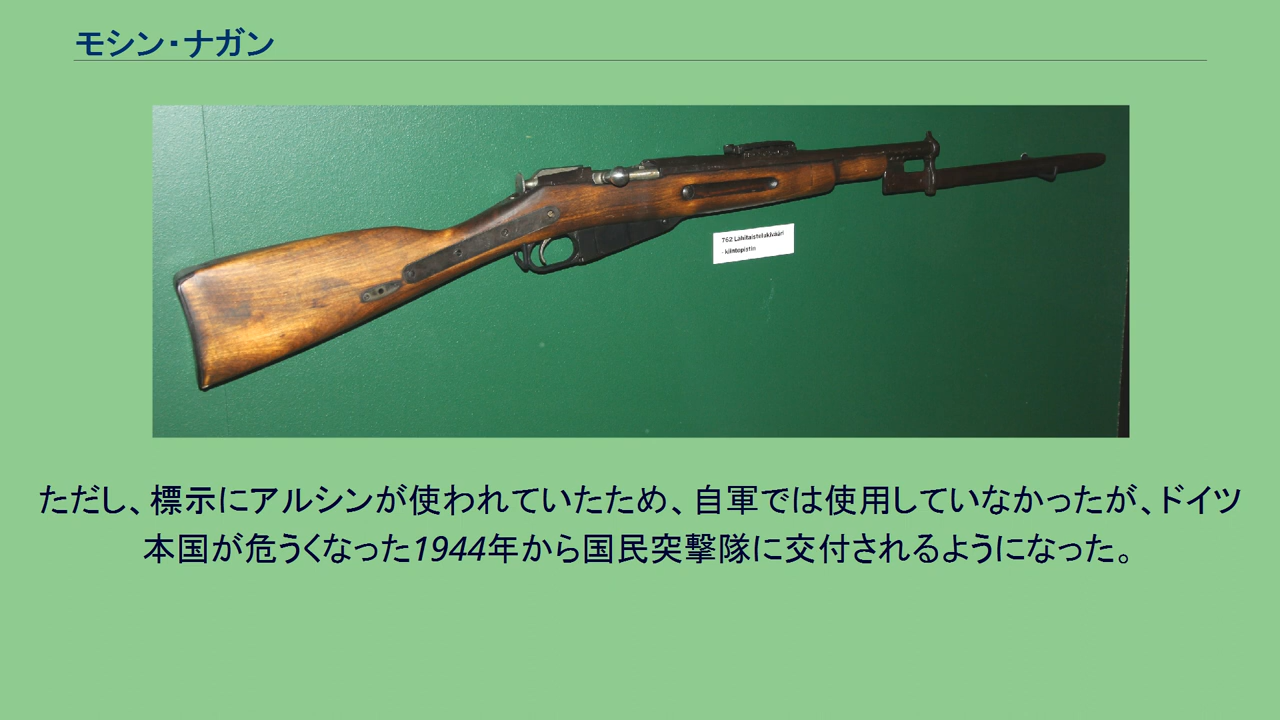 モシン・ナガン
762 Lähitaistelukivääri
- kiintopistin
ただし、標示にアルシンが使われていたため、自軍では使用していなかったが、ドイツ
本国が危うくなった1944年から国民突撃隊に交付されるようになった。